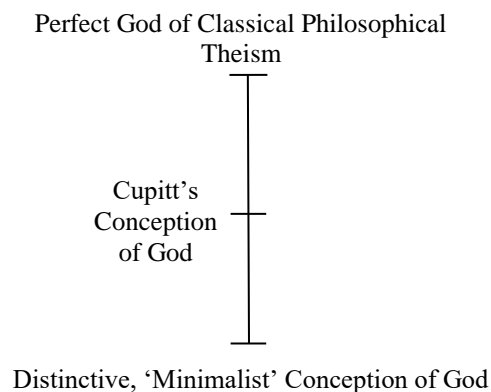 Perfect God of Classical Philosophical
Theism
Cupitt’s
Conception
of God
Distinctive, ‘Minimalist’ Conception of God